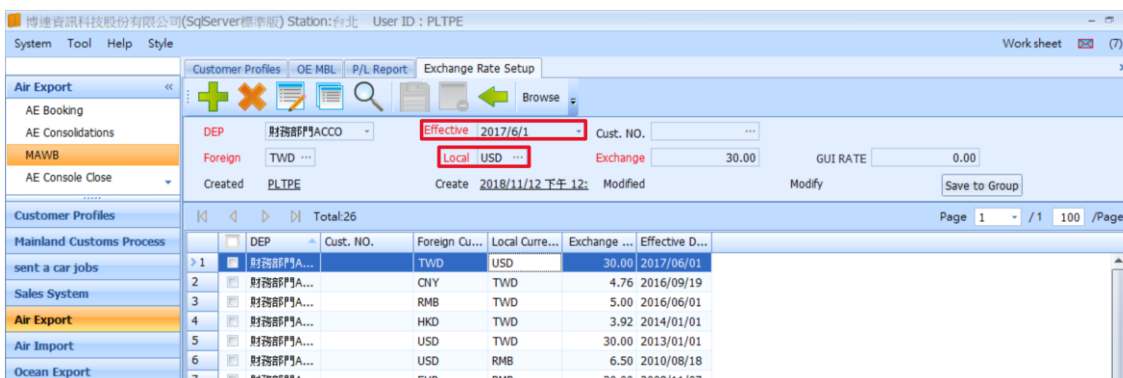 博連資訊科技股份有限公司(SqlServer標準版) Station:台北 User ID : PLTPE
System Tool Help Style Work sheet (7)
Customer Profiles OE MBL P/L Report Exchange Rate Setup
Air Export «
AE Booking
AE Consolidations
MAWB
AE Console Close
Browse
DEP 財務部門ACCO Effective 2017/6/1 Cust. NO. ...
Foreign TWD ... Local USD ... Exchange 30.00 GUI RATE 0.00
Created PLTPE Create 2018/11/12 下午 12: Modified Modify Save to Group
Total:26 Page 1 / 1 100 /Page
Customer Profiles
Mainland Customs Process
sent a car jobs
Sales System
Air Export
Air Import
Ocean Export
DEP Cust. NO. Foreign Cu... Local Curre... Exchange ... Effective D...
1 財務部門A... TWD USD 30.00 2017/06/01
2 財務部門A... CNY TWD 4.76 2016/09/19
3 財務部門A... RMB TWD 5.00 2016/06/01
4 財務部門A... HKD TWD 3.92 2014/01/01
5 財務部門A... USD TWD 30.00 2013/01/01
6 財務部門A... USD RMB 6.50 2010/08/18